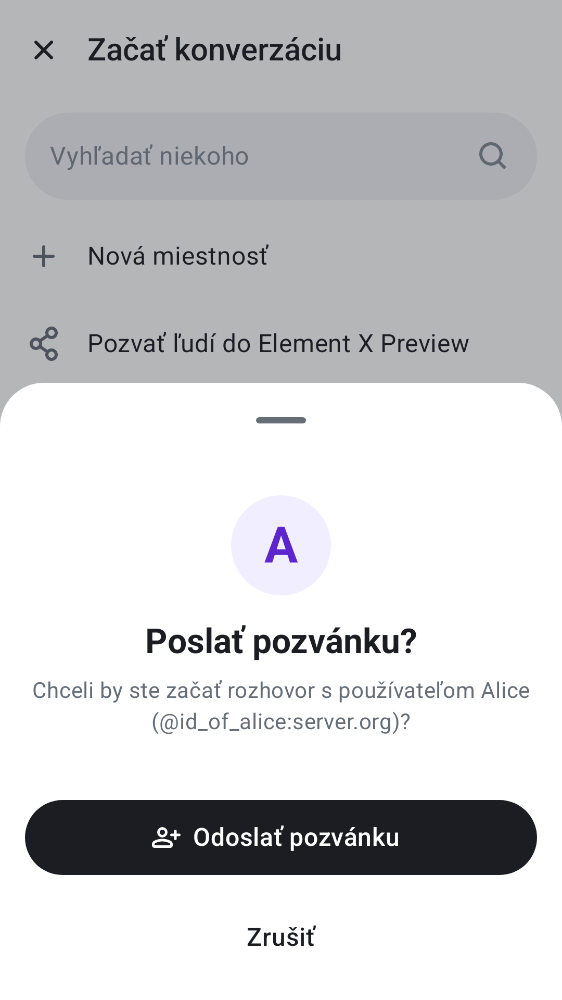 Začať konverzáciu
Vyhľadať niekoho
Nová miestnosť
Pozvať ľudí do Element X Preview
A
Poslať pozvánku?
Chceli by ste začať rozhovor s používateľom Alice
(@id_of_alice:server.org)?
Odoslať pozvánku
Zrušiť